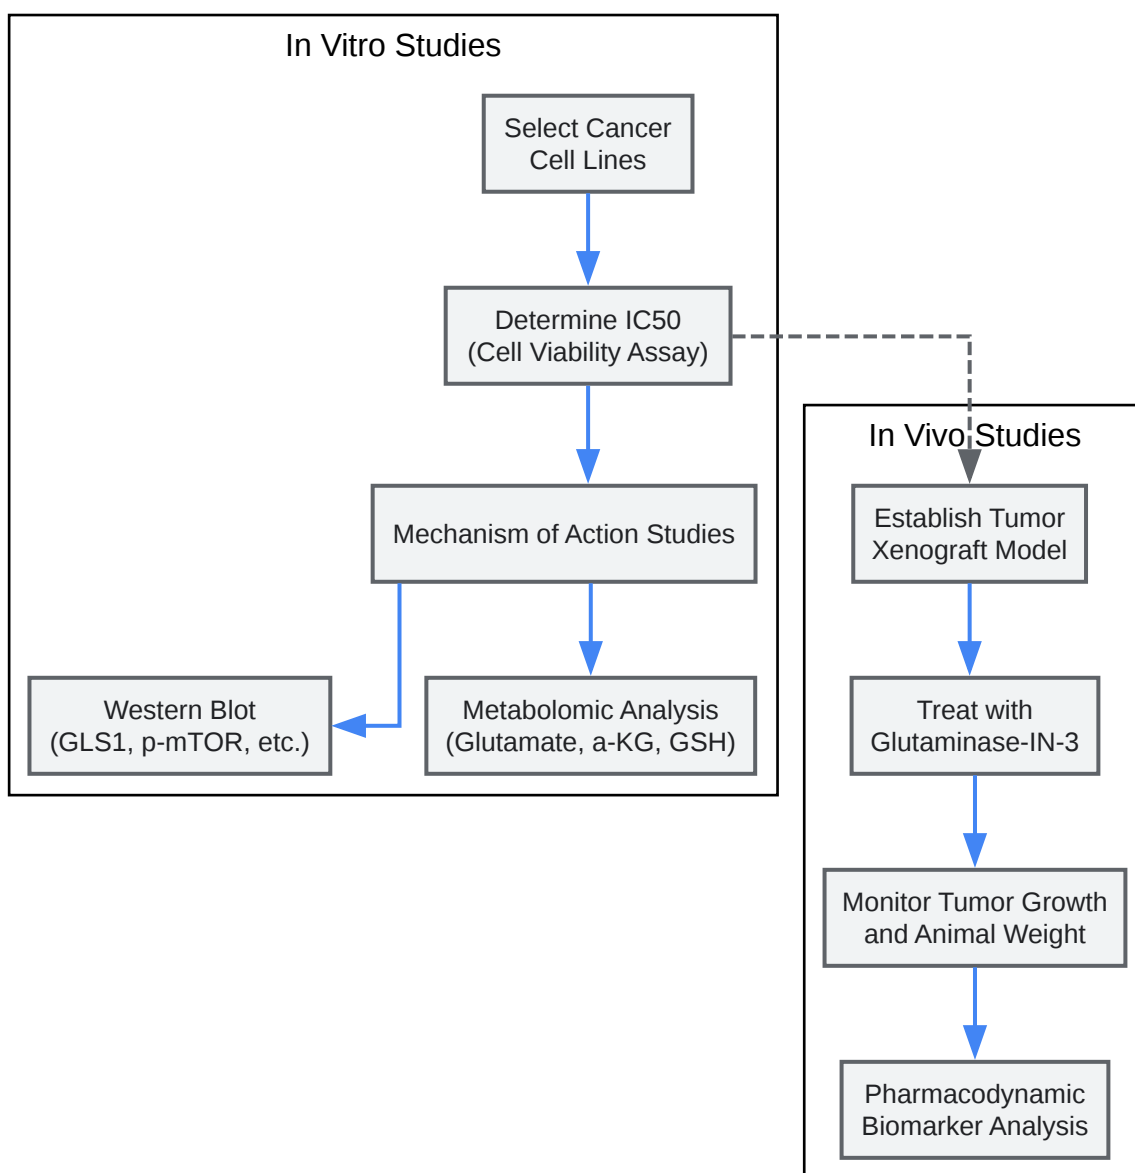 In Vitro Studies
Select Cancer
Cell Lines
Determine IC50
(Cell Viability Assay)
Mechanism of Action Studies
Western Blot
(GLS1, p-mTOR, etc.)
Metabolomic Analysis
(Glutamate, a-KG, GSH)
In Vivo Studies
Establish Tumor
Xenograft Model
Treat with
Glutaminase-IN-3
Monitor Tumor Growth
and Animal Weight
Pharmacodynamic
Biomarker Analysis